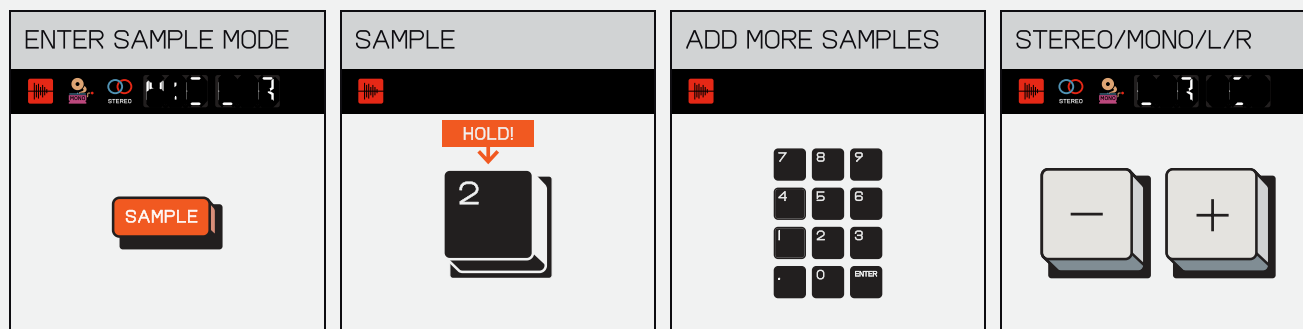 ENTER SAMPLE MODE
MONO
STEREO
SAMPLE
SAMPLE
HOLD!
2
ADD MORE SAMPLES
7 8 9
4 5 6
1 2 3
. 0 ENTER
STEREO/MONO/L/R
STEREO
MONO
- +